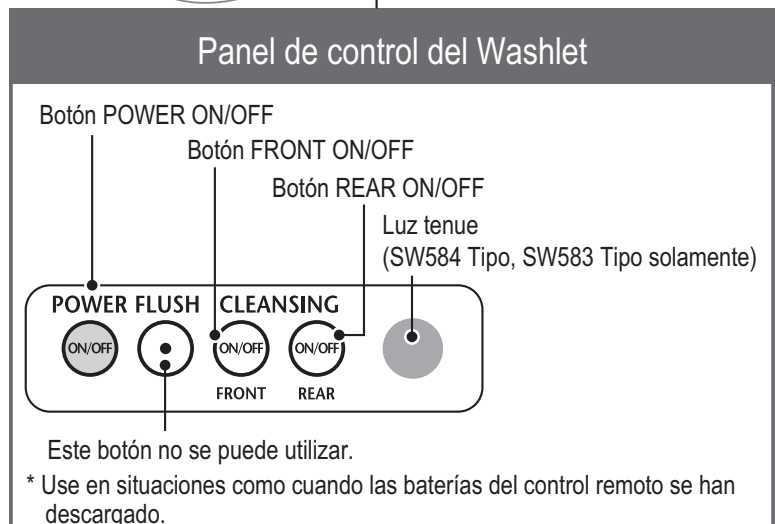 Panel de control del Washlet
Botón POWER ON/OFF
Botón FRONT ON/OFF
Botón REAR ON/OFF
Luz tenue
(SW584 Tipo, SW583 Tipo solamente)
POWER FLUSH CLEANSING
ON/OFF ON/OFF ON/OFF
FRONT REAR
Este botón no se puede utilizar.
* Use en situaciones como cuando las baterías del control remoto se han
descargado.